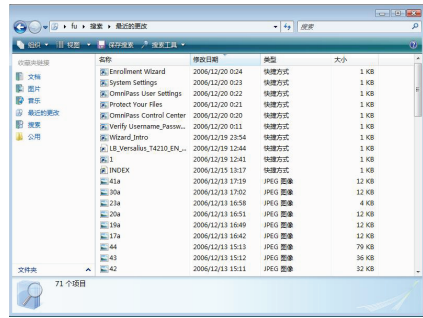 fu ▸ 搜索 ▸ 最近的更改 搜索
组织 视图 保存搜索 搜索工具
收藏夹链接
文档
图片
音乐
最近的更改
搜索
公用
文件夹
名称 修改日期 类型 大小
Enrollment Wizard 2006/12/20 0:24 快捷方式 1 KB
System Settings 2006/12/20 0:23 快捷方式 1 KB
OmniPass User Settings 2006/12/20 0:22 快捷方式 1 KB
Protect Your Files 2006/12/20 0:21 快捷方式 1 KB
OmniPass Control Center 2006/12/20 0:20 快捷方式 1 KB
Verify Username_Passw... 2006/12/20 0:11 快捷方式 1 KB
Wizard_Intro 2006/12/19 23:54 快捷方式 1 KB
LB_Versailus_T4210_EN_... 2006/12/19 12:44 快捷方式 1 KB
1 2006/12/19 12:41 快捷方式 1 KB
INDEX 2006/12/15 13:17 快捷方式 1 KB
41a 2006/12/13 17:19 JPEG 图像 12 KB
30a 2006/12/13 17:02 JPEG 图像 12 KB
23a 2006/12/13 16:58 JPEG 图像 4 KB
20a 2006/12/13 16:51 JPEG 图像 12 KB
19a 2006/12/13 16:49 JPEG 图像 12 KB
17a 2006/12/13 16:42 JPEG 图像 12 KB
44 2006/12/13 15:13 JPEG 图像 79 KB
43 2006/12/13 15:12 JPEG 图像 36 KB
42 2006/12/13 15:11 JPEG 图像 32 KB
71 个项目